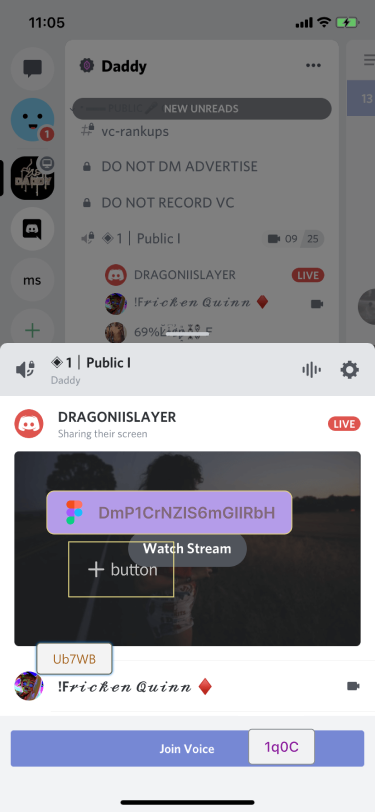 11:05
Daddy
NEW UNREADS
1
vc-rankups
DO NOT DM ADVERTISE
DO NOT RECORD VC
ms
1 | Public I
09 25
DRAGONIISLAYER
LIVE
!F𝓻𝓲𝓬𝓴𝓮𝓷 𝓠𝓾𝓲𝓷𝓷
1 | Public I
Daddy
DRAGONIISLAYER
Sharing their screen
LIVE
DmP1CrNZIS6mGIIRbH
Watch Stream
+ button
Ub7WB
!F𝓻𝓲𝓬𝓴𝓮𝓷 𝓠𝓾𝓲𝓷𝓷
Join Voice
1q0C
13